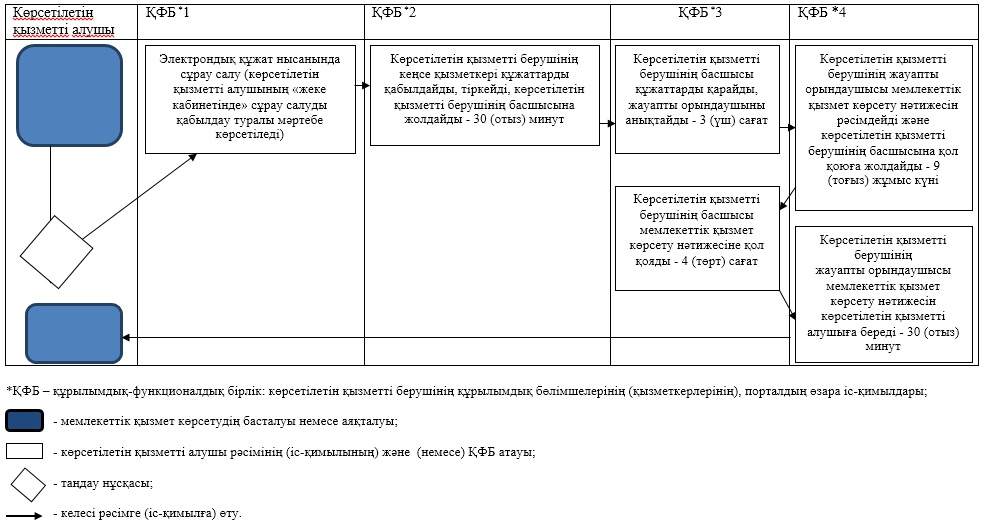 Көрсетілетін
қызметті алушы
ҚФБ*1
ҚФБ*2
ҚФБ*3
ҚФБ *4
Электрондық құжат нысанында
сұрау салу (көрсетілетін
қызметті алушының «жеке
кабинетінде» сұрау салуды
қабылдау туралы мәртебе
көрсетіледі)
Көрсетілетін қызметті берушінің
кеңсе қызметкері құжаттарды
қабылдайды, тіркейді, көрсетілетін
қызметті берушінің басшысына
жолдайды - 30 (отыз) минут
Көрсетілетін қызметті
берушінің басшысы
құжаттарды қарайды,
жауапты орындаушыны
анықтайды - 3 (үш) сағат
Көрсетілетін қызметті
берушінің жауапты
орындаушысы мемлекеттік
қызмет көрсету нәтижесін
рәсімдейді және
көрсетілетін қызметті
берушінің басшысына қол
қоюға жолдайды - 9
(тоғыз) жұмыс күні
Көрсетілетін қызметті
берушінің басшысы
мемлекеттік қызмет
көрсету нәтижесіне қол
қояды - 4 (төрт) сағат
Көрсетілетін қызметті
берушінің
жауапты орындаушысы
мемлекеттік қызмет
көрсету нәтижесін
көрсетілетін қызметті
алушыға береді - 30 (отыз)
минут
*ҚФБ – құрылымдық-функционалдық бірлік: көрсетілетін қызметті берушінің құрылымдық бөлімшелерінің (қызметкерлерінің), порталдың өзара іс-қимылдары;
- мемлекеттік қызмет көрсетудің басталуы немесе аяқталуы;
- көрсетілетін қызметті алушы рәсімінің (іс-қимылының) және (немесе) ҚФБ атауы;
- таңдау нұсқасы;
- келесі рәсімге (іс-қимылға) өту.